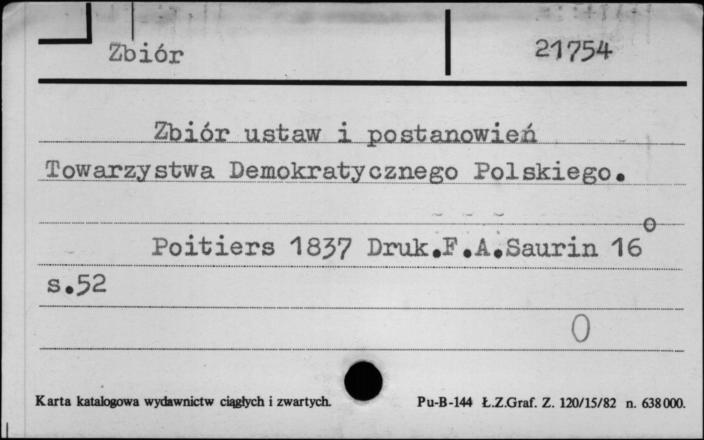 Zbiór 21754
Zbiór ustaw i postanowień
Towarzystwa Demokratycznego Polskiego.
Poitiers 1837 Druk.F.A.Saurin 16°
s.52
0
Karta katalogowa wydawnictw ciągłych i zwartych. Pu-B-144 Ł.Z.Graf. Z. 120/15/82 n. 638000.